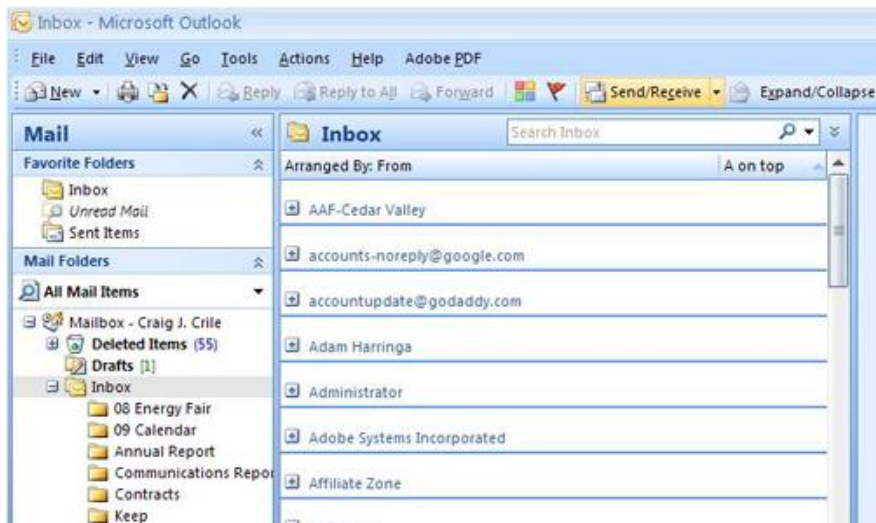 Inbox - Microsoft Outlook
File Edit View Go Tools Actions Help Adobe PDF
New Reply Reply to All Forward Send/Receive Expand/Collapse
Mail «
Favorite Folders
Inbox
Unread Mail
Sent Items
Mail Folders
All Mail Items
Mailbox - Craig J. Crile
Deleted Items (55)
Drafts [1]
Inbox
08 Energy Fair
09 Calendar
Annual Report
Communications Repor
Contracts
Keep
Inbox Search Inbox
Arranged By: From A on top
AAF-Cedar Valley
accounts-noreply@google.com
accountupdate@godaddy.com
Adam Harringa
Administrator
Adobe Systems Incorporated
Affiliate Zone